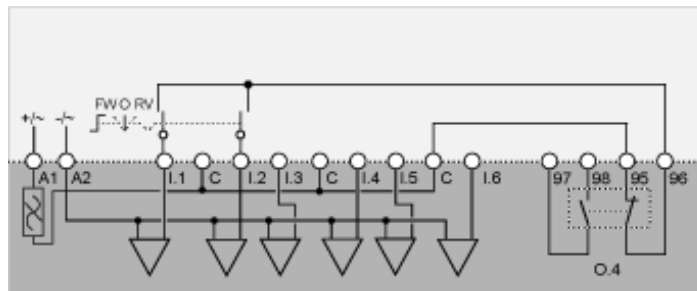 FW O RV
+/~ -/~
A1 A2 I.1 C I.2 I.3 C I.4 I.5 C I.6 97 98 95 96
O.4